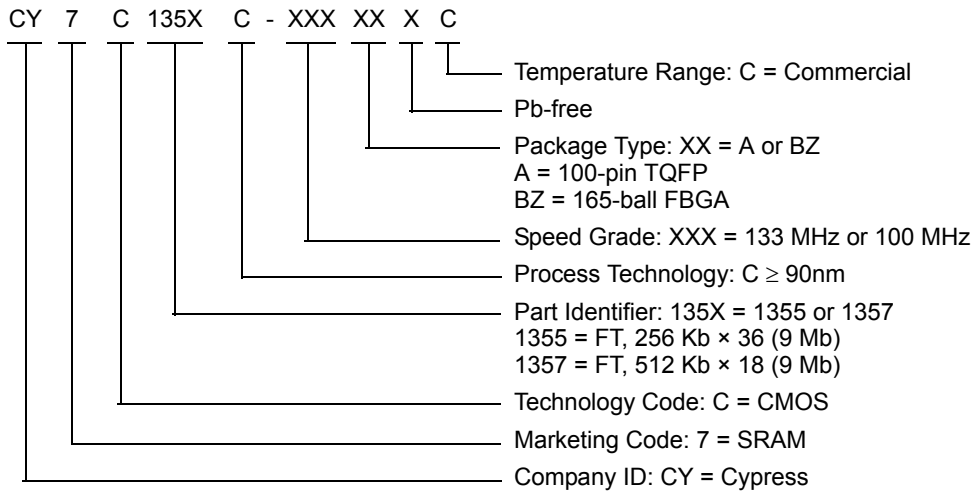 CY 7 C 135X C - XXX XX X C
Temperature Range: C = Commercial
Pb-free
Package Type: XX = A or BZ
A = 100-pin TQFP
BZ = 165-ball FBGA
Speed Grade: XXX = 133 MHz or 100 MHz
Process Technology: C ≥ 90nm
Part Identifier: 135X = 1355 or 1357
1355 = FT, 256 Kb × 36 (9 Mb)
1357 = FT, 512 Kb × 18 (9 Mb)
Technology Code: C = CMOS
Marketing Code: 7 = SRAM
Company ID: CY = Cypress